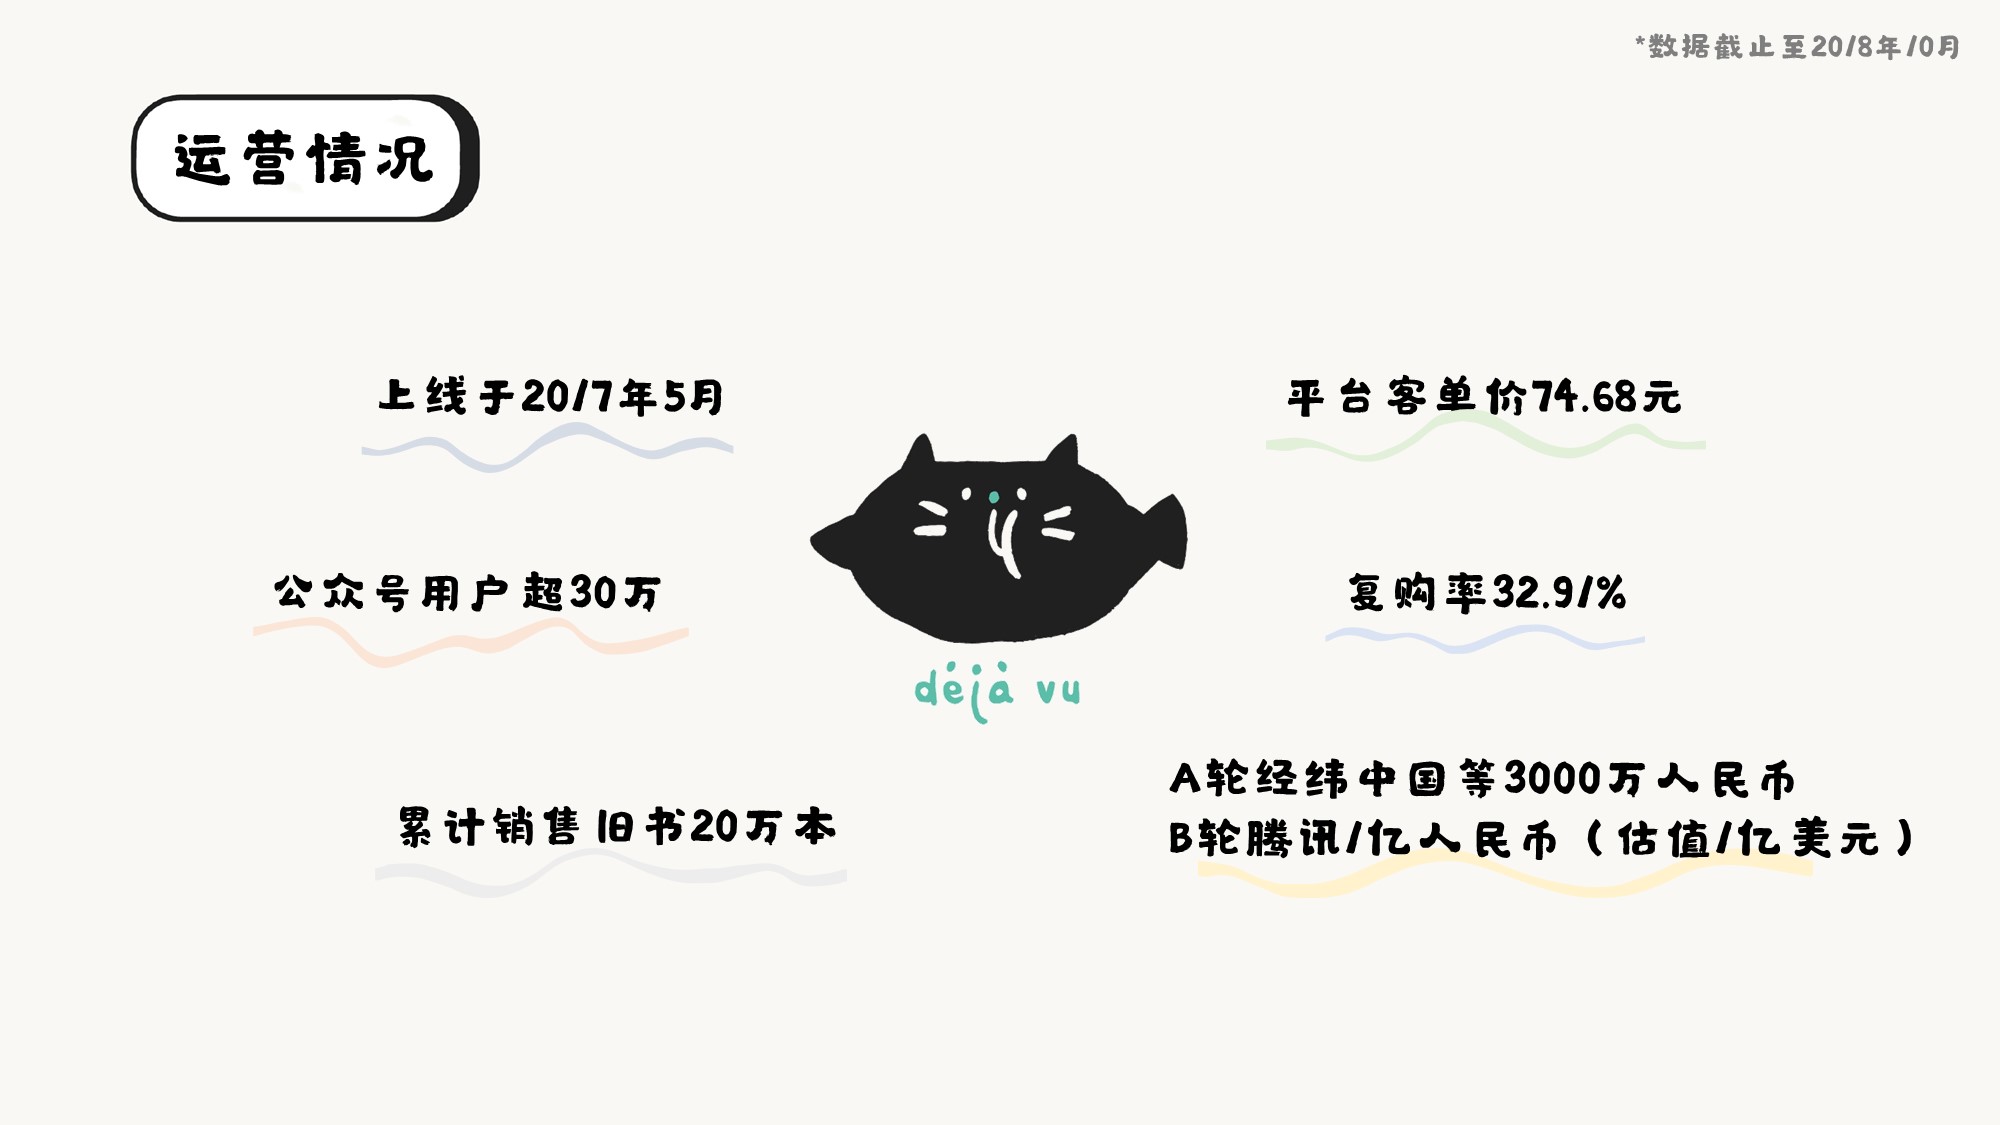 *数据截止至2018年10月
运营情况
上线于2017年5月
平台客单价74.68元
公众号用户超30万
复购率32.91%
déjà vu
累计销售旧书20万本
A轮经纬中国等3000万人民币
B轮腾讯1亿人民币（估值1亿美元）